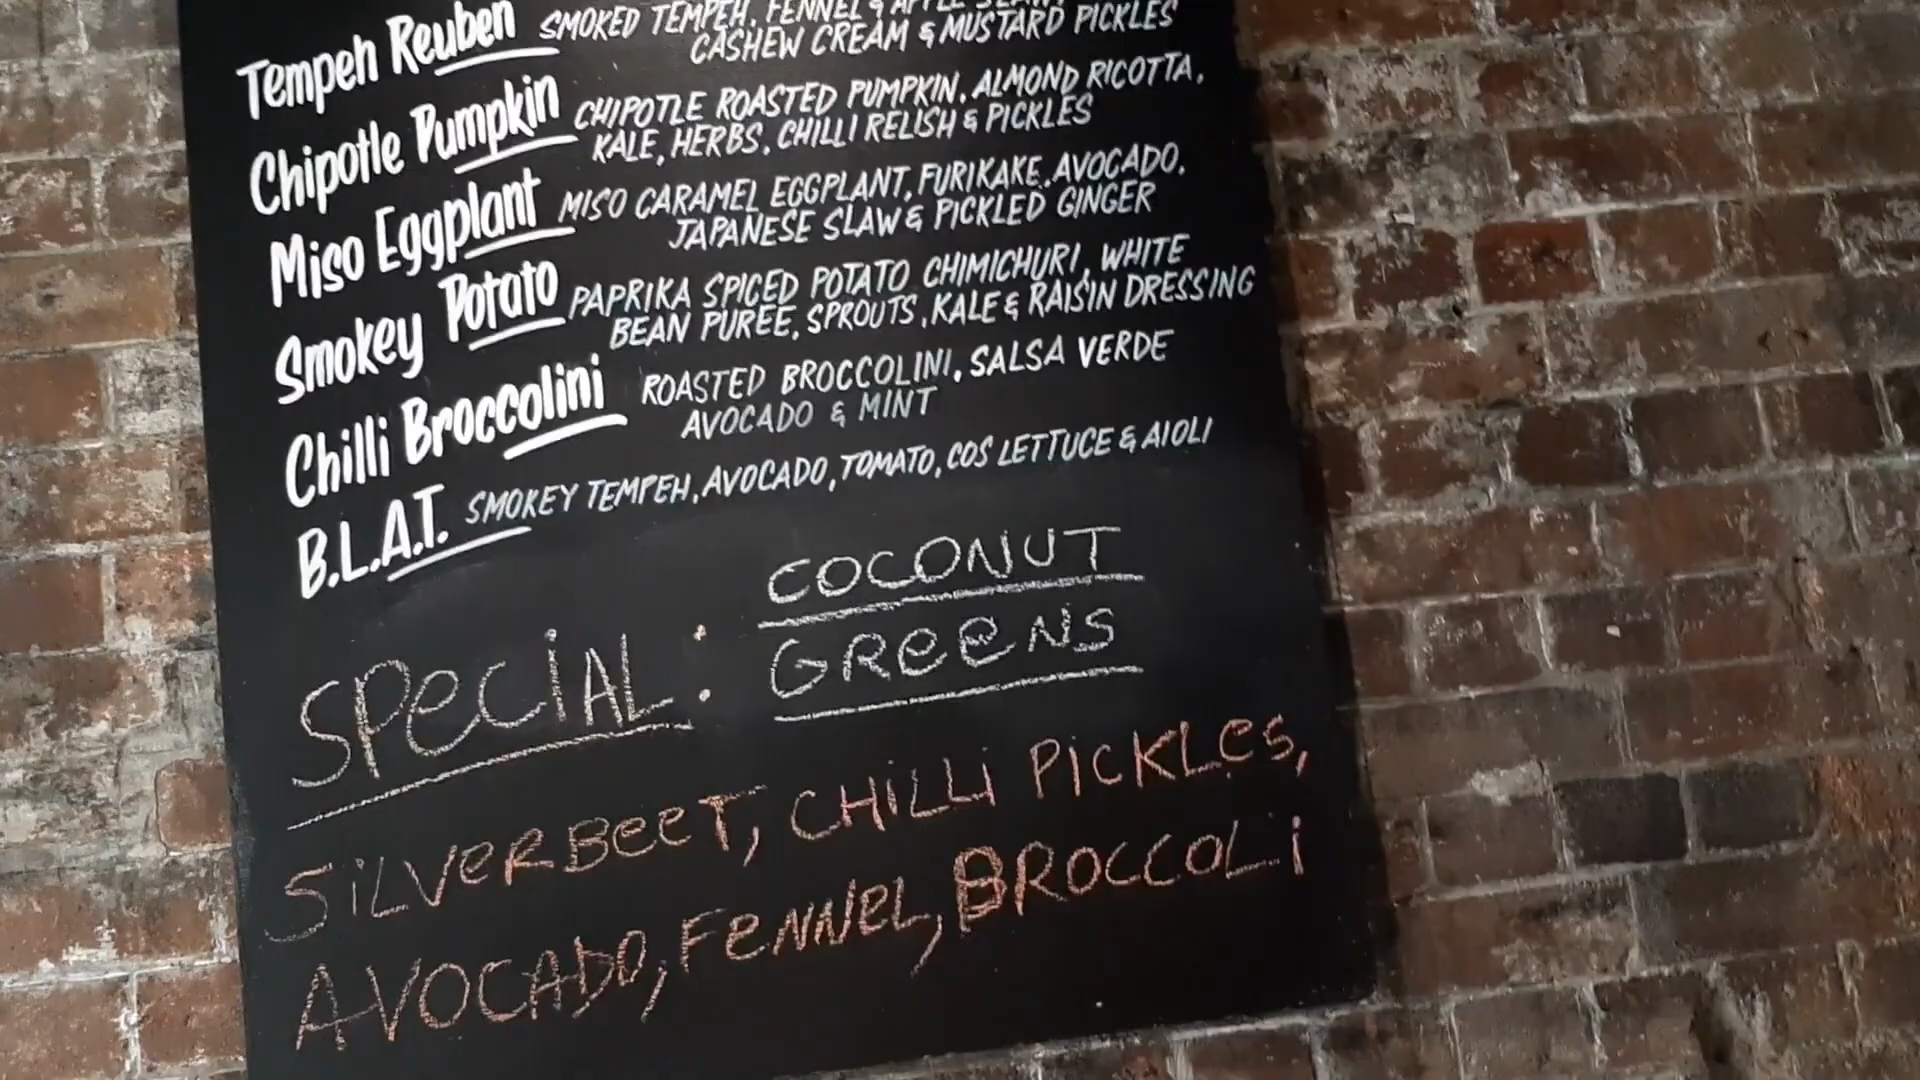 Tempeh Reuben SMOKED TEMPEH, FENNEL & APPLE SLAW,
CASHEW CREAM & MUSTARD PICKLES
Chipotle Pumpkin CHIPOTLE ROASTED PUMPKIN, ALMOND RICOTTA,
KALE, HERBS, CHILLI RELISH & PICKLES
Miso Eggplant MISO CARAMEL EGGPLANT, FURIKAKE, AVOCADO,
JAPANESE SLAW & PICKLED GINGER
Smokey Potato PAPRIKA SPICED POTATO CHIMICHURI, WHITE
BEAN PUREE, SPROUTS, KALE & RAISIN DRESSING
Chilli Broccolini ROASTED BROCCOLINI, SALSA VERDE
AVOCADO & MINT
B.L.A.T. SMOKEY TEMPEH, AVOCADO, TOMATO, COS LETTUCE & AIOLI
SPECIAL: COCONUT
GREENS
SILVERBEET, CHILLI PICKLES,
AVOCADO, FENNEL, BROCCOLI